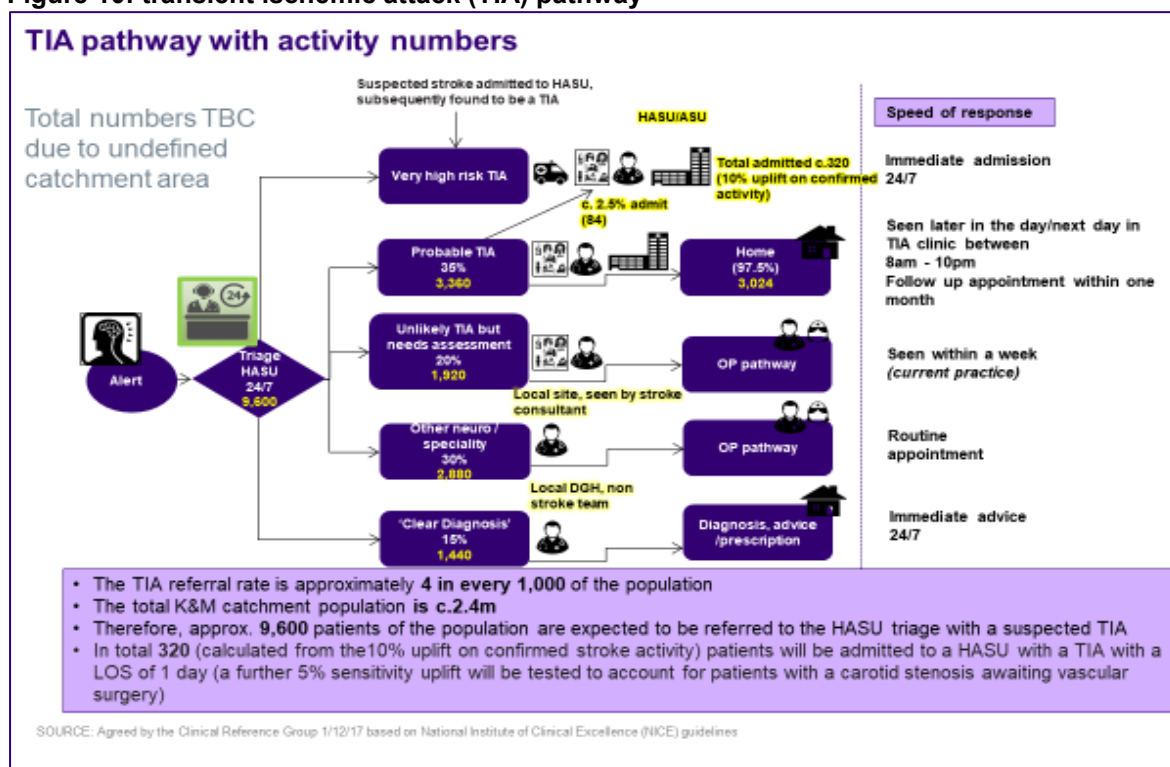 Figure 10: transient ischemic attack (TIA) pathway
TIA pathway with activity numbers
Total numbers TBC
due to undefined
catchment area
Suspected stroke admitted to HASU,
subsequently found to be a TIA
HASU/ASU
Speed of response
Very high risk TIA
Total admitted c.320
(10% uplift on confirmed
activity)
Immediate admission
24/7
c. 2.5% admit
(84)
Probable TIA
35%
3,360
Home
(97.5%)
3,024
Seen later in the day/next day in
TIA clinic between
8am - 10pm
Follow up appointment within one
month
24
Alert
Triage
HASU
24/7
9,600
Unlikely TIA but
needs assessment
20%
1,920
OP pathway
Seen within a week
(current practice)
Local site, seen by stroke
consultant
Other neuro /
speciality
30%
2,880
OP pathway
Routine
appointment
Local DGH, non
stroke team
'Clear Diagnosis'
15%
1,440
Diagnosis, advice
/prescription
Immediate advice
24/7
• The TIA referral rate is approximately 4 in every 1,000 of the population
• The total K&M catchment population is c.2.4m
• Therefore, approx. 9,600 patients of the population are expected to be referred to the HASU triage with a suspected TIA
• In total 320 (calculated from the10% uplift on confirmed stroke activity) patients will be admitted to a HASU with a TIA with a
LOS of 1 day (a further 5% sensitivity uplift will be tested to account for patients with a carotid stenosis awaiting vascular
surgery)
SOURCE: Agreed by the Clinical Reference Group 1/12/17 based on National Institute of Clinical Excellence (NICE) guidelines